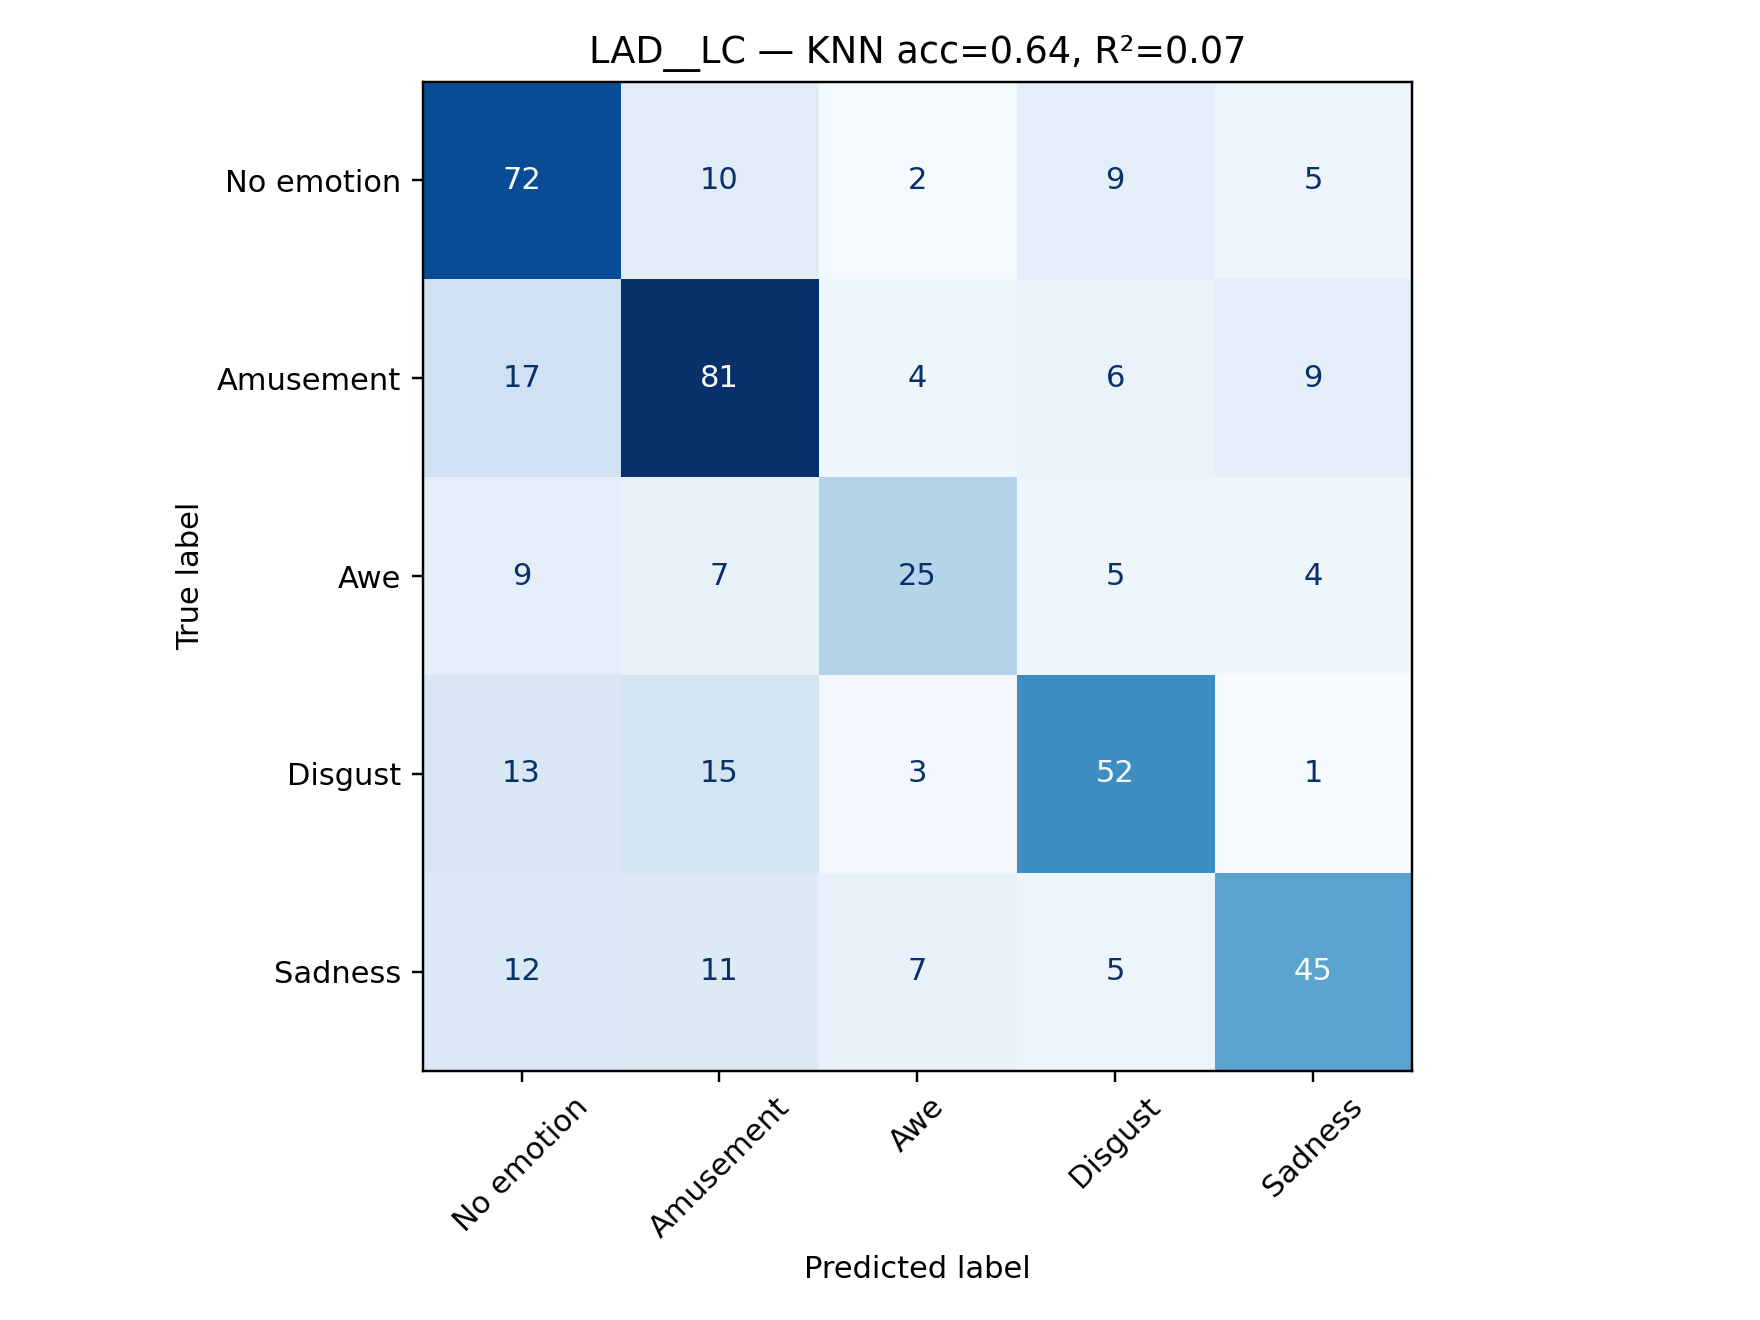 LAD__LC — KNN acc=0.64, R²=0.07
No emotion 72 10 2 9 5
Amusement 17 81 4 6 9
Awe 9 7 25 5 4
Disgust 13 15 3 52 1
Sadness 12 11 7 5 45
True label
No emotion Amusement Awe Disgust Sadness
Predicted label